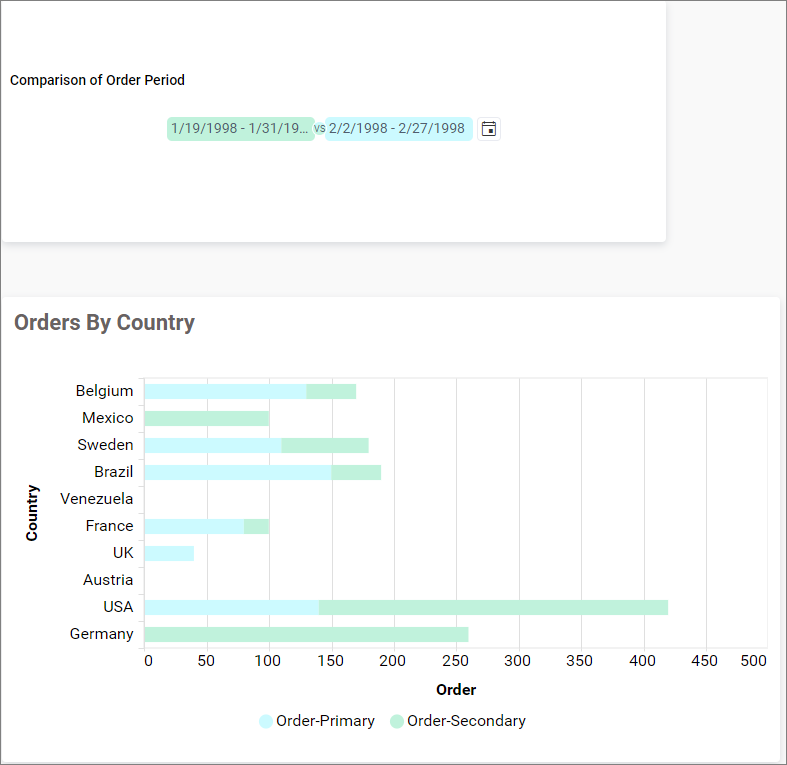 Comparison of Order Period
1/19/1998 - 1/31/19... vs 2/2/1998 - 2/27/1998
Orders By Country
Country
Belgium
Mexico
Sweden
Brazil
Venezuela
France
UK
Austria
USA
Germany
0 50 100 150 200 250 300 350 400 450 500
Order
Order-Primary Order-Secondary